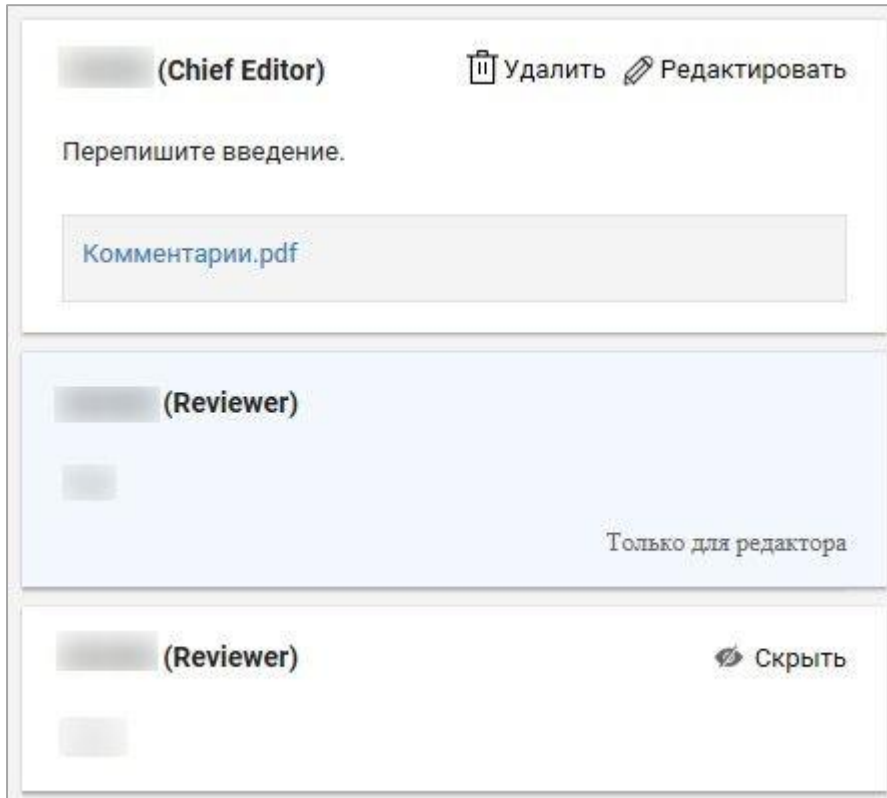 (Chief Editor) Удалить Редактировать
Перепишите введение.
Комментарии.pdf
(Reviewer)
Только для редактора
(Reviewer) Скрыть